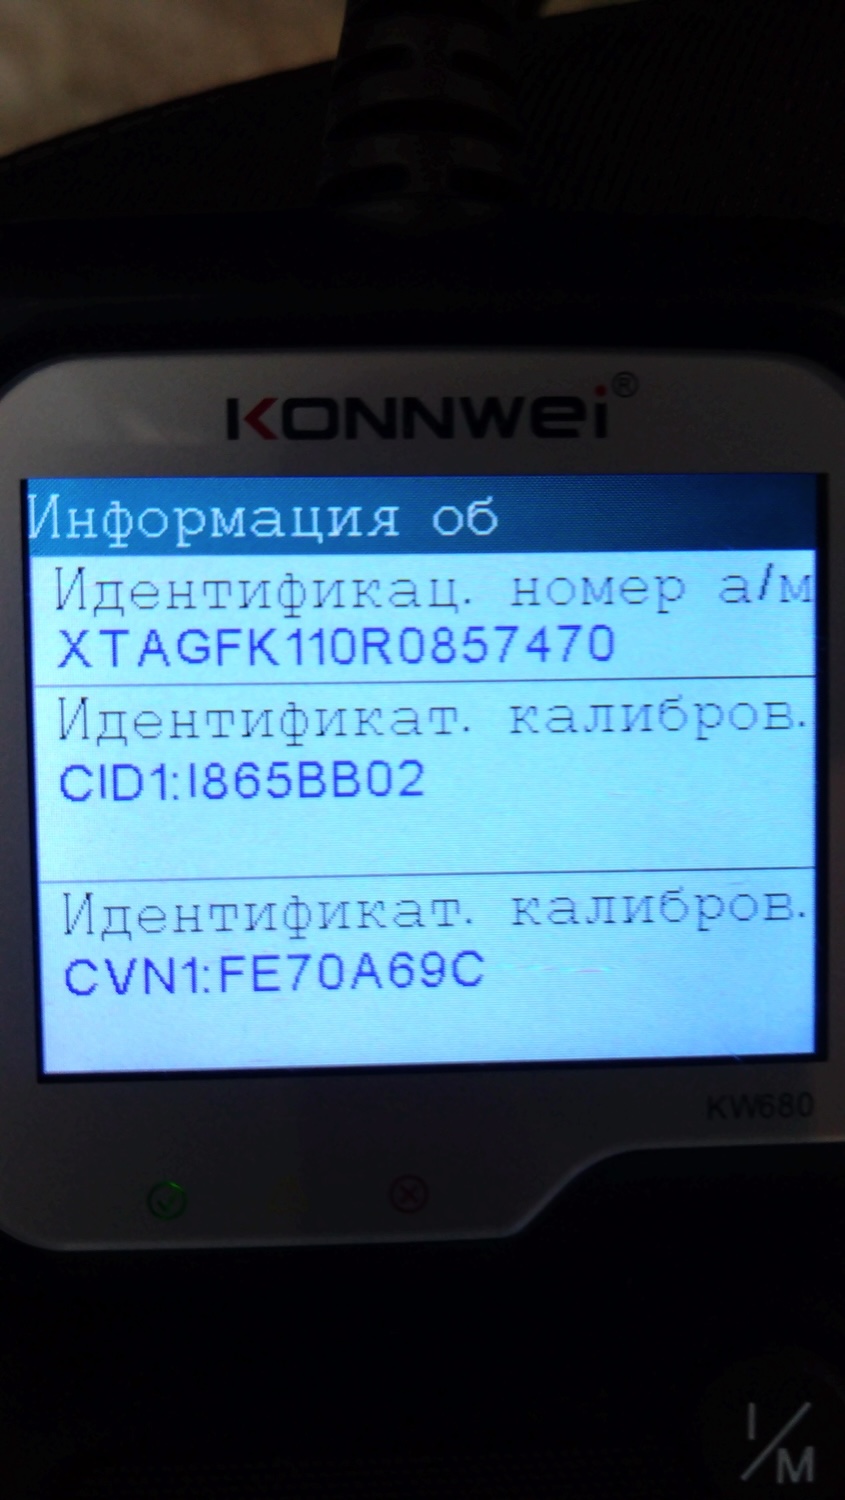 KONNWEI®
Информация об
Идентификац. номер а/м
XTAGFK110R0857470
Идентификат. калибров.
CID1:I865BB02
Идентификат. калибров.
CVN1:FE70A69C
KW680
I/M